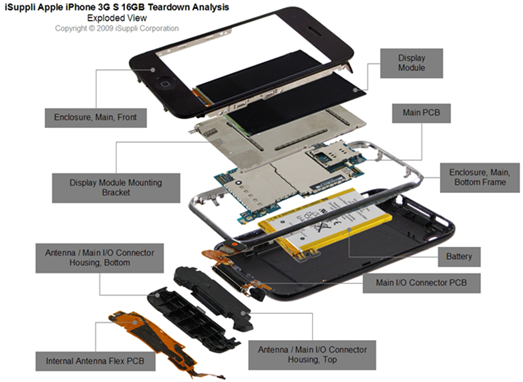 iSuppli Apple iPhone 3G S 16GB Teardown Analysis
Exploded View
Copyright © 2009 iSuppli Corporation
Display
Module
Enclosure, Main, Front
Main PCB
Display Module Mounting
Bracket
Enclosure, Main,
Bottom Frame
Antenna / Main I/O Connector
Housing, Bottom
Battery
Main I/O Connector PCB
Internal Antenna Flex PCB
Antenna / Main I/O Connector
Housing, Top